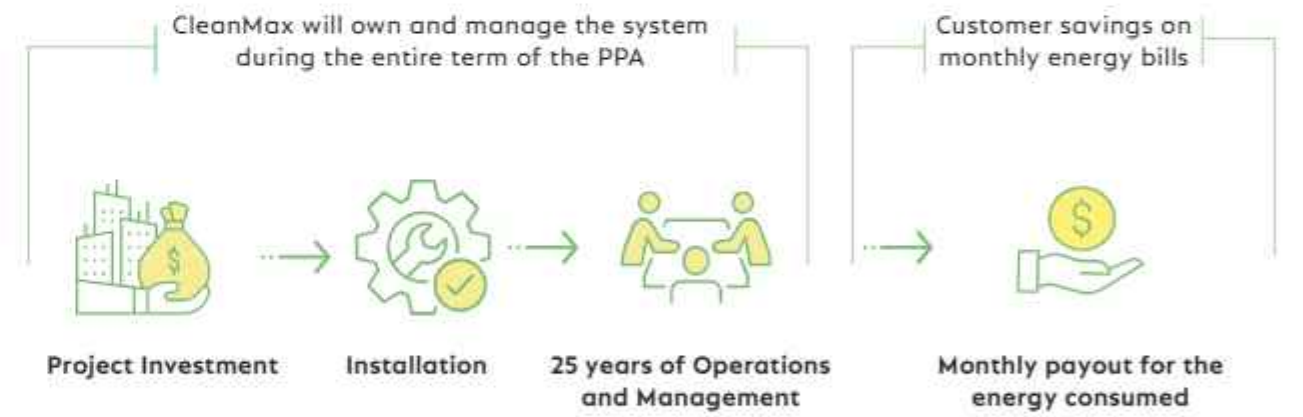 CleanMax will own and manage the system
during the entire term of the PPA
Customer savings on
monthly energy bills
$
$
Project Investment
Installation
25 years of Operations
and Management
Monthly payout for the
energy consumed